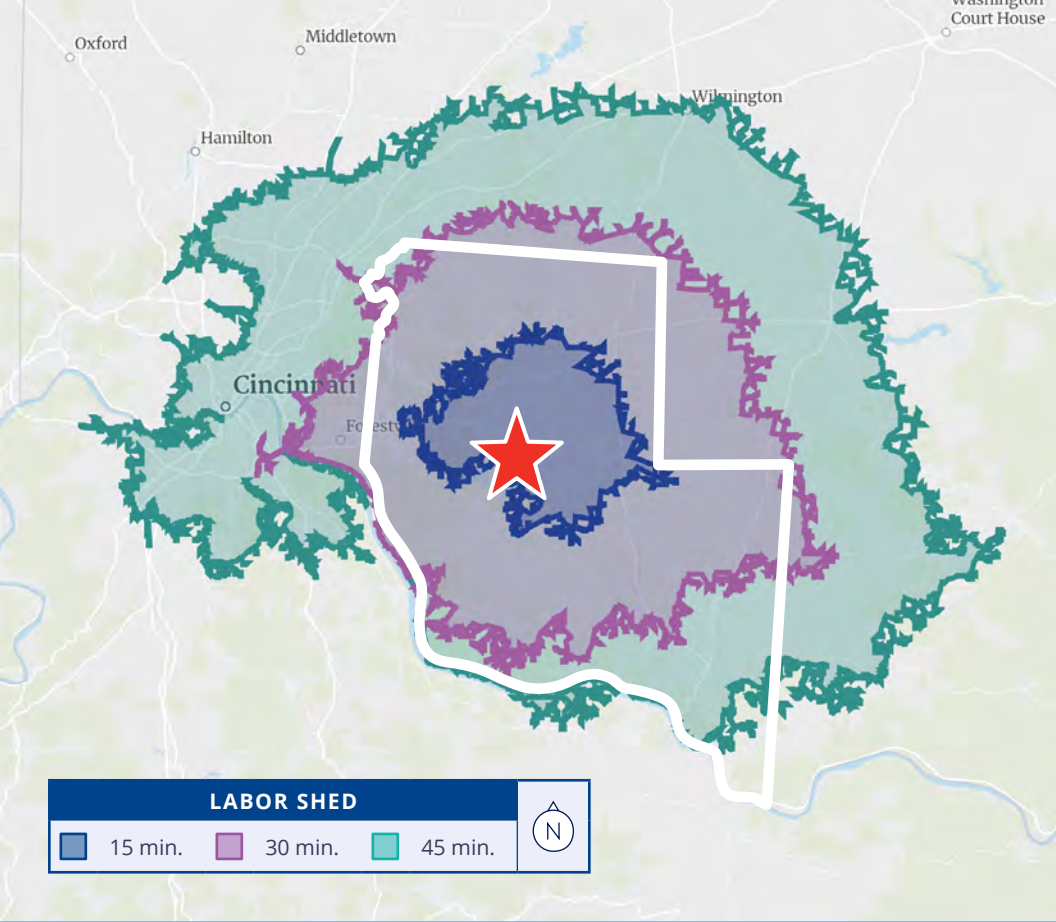 Washington
Court House
Oxford
Middletown
Wilmington
Hamilton
Cincinnati
LABOR SHED
N
15 min.
30 min.
45 min.